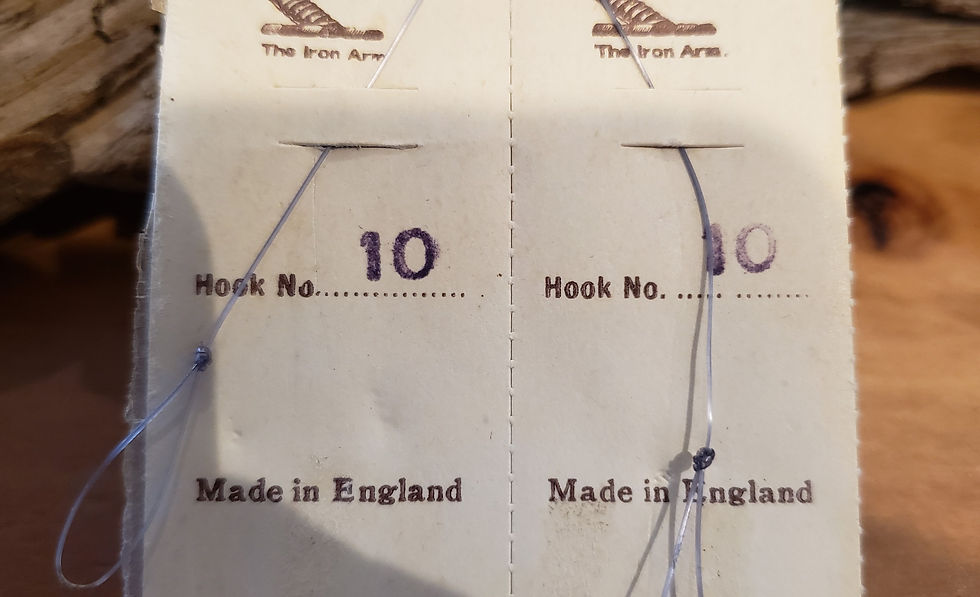 The Iron Arm.
The Iron Arm.
10
Hook No..................
10
Hook No. ..... ........
Made in England
Made in England